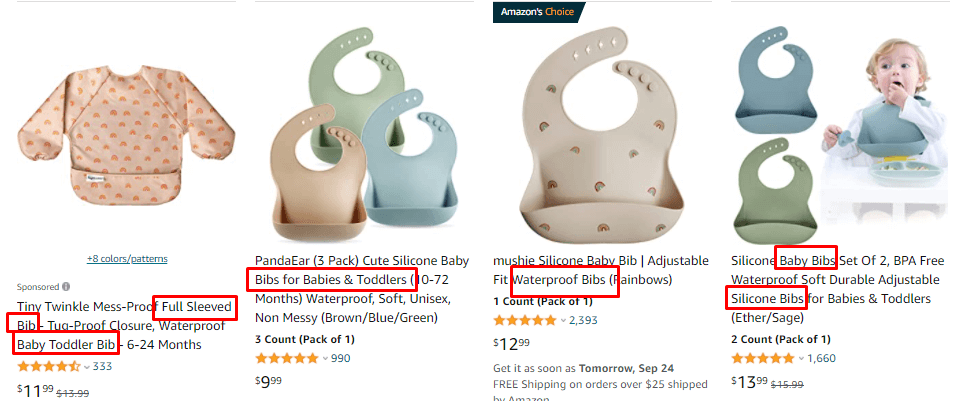 Amazon's Choice
+8 colors/patterns
Sponsored
Tiny Twinkle Mess-Proof Full Sleeved
Bib - Tug-Proof Closure, Waterproof
Baby Toddler Bib - 6-24 Months
333
$11.99 $13.99
PandaEar (3 Pack) Cute Silicone Baby
Bibs for Babies & Toddlers (10-72
Months) Waterproof, Soft, Unisex,
Non Messy (Brown/Blue/Green)
3 Count (Pack of 1)
990
$9.99
mushie Silicone Baby Bib | Adjustable
Fit Waterproof Bibs (Rainbows)
1 Count (Pack of 1)
2,393
$12.99
Get it as soon as Tomorrow, Sep 24
FREE Shipping on orders over $25 shipped
by Amazon
Silicone Baby Bibs Set Of 2, BPA Free
Waterproof Soft Durable Adjustable
Silicone Bibs for Babies & Toddlers
(Ether/Sage)
2 Count (Pack of 1)
1,660
$13.99 $15.99